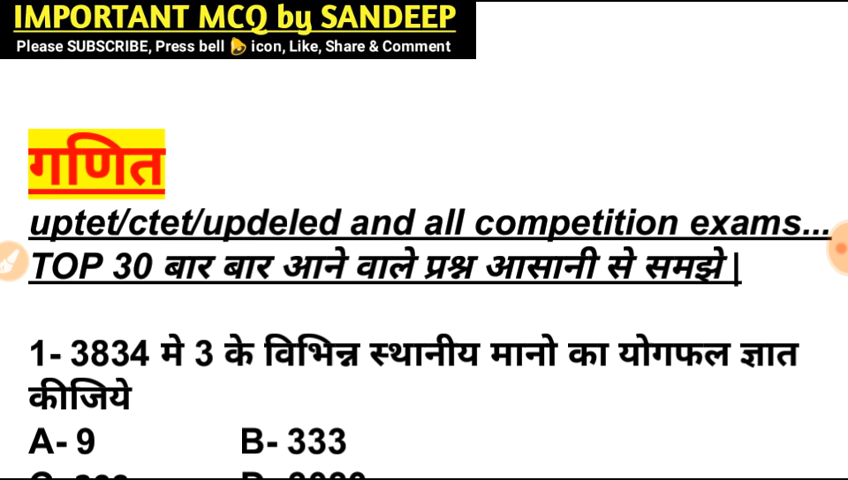 IMPORTANT MCQ by SANDEEP
Please SUBSCRIBE, Press bell icon, Like, Share & Comment
गणित
uptet/ctet/updeled and all competition exams...
TOP 30 बार बार आने वाले प्रश्न आसानी से समझे |
1- 3834 मे 3 के विभिन्न स्थानीय मानो का योगफल ज्ञात
कीजिये
A- 9 B- 333